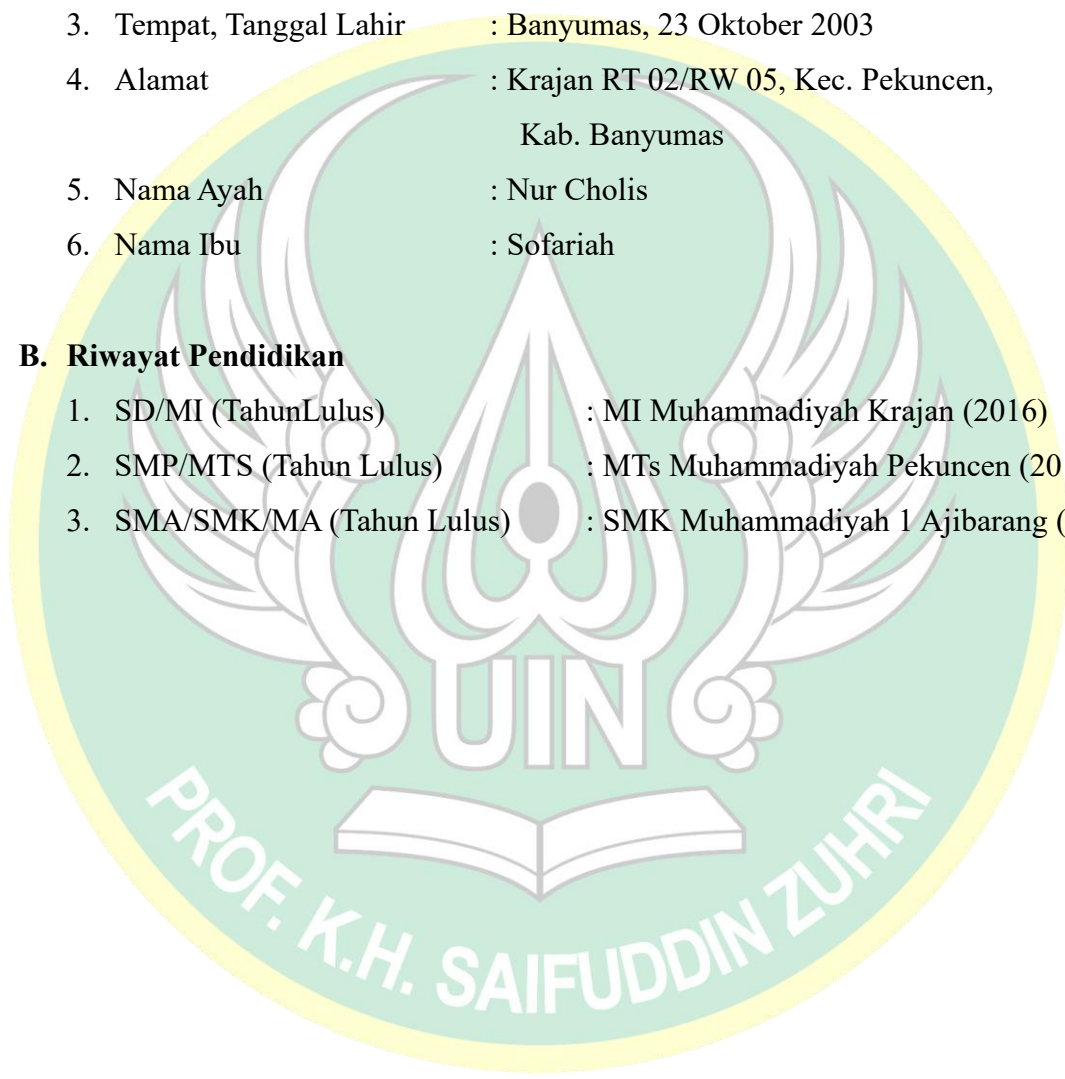 3. Tempat, Tanggal Lahir : Banyumas, 23 Oktober 2003
4. Alamat : Krajan RT 02/RW 05, Kec. Pekuncen,
Kab. Banyumas
5. Nama Ayah : Nur Cholis
6. Nama Ibu : Sofariah
B. Riwayat Pendidikan
1. SD/MI (TahunLulus) : MI Muhammadiyah Krajan (2016)
2. SMP/MTS (Tahun Lulus) : MTs Muhammadiyah Pekuncen (20
3. SMA/SMK/MA (Tahun Lulus) : SMK Muhammadiyah 1 Ajibarang (
UIN
PROF. K.H. SAIFUDDIN ZUHRI